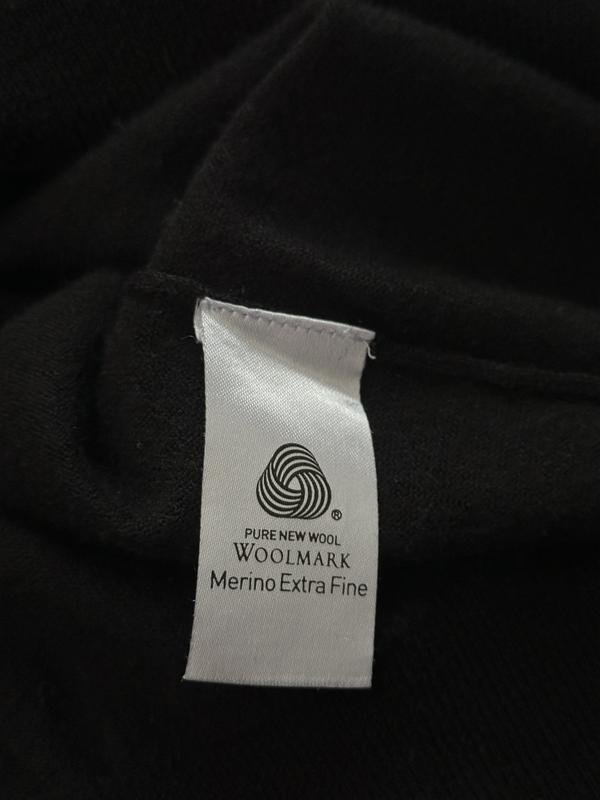 ®
PURE NEW WOOL
WOOLMARK
Merino Extra Fine